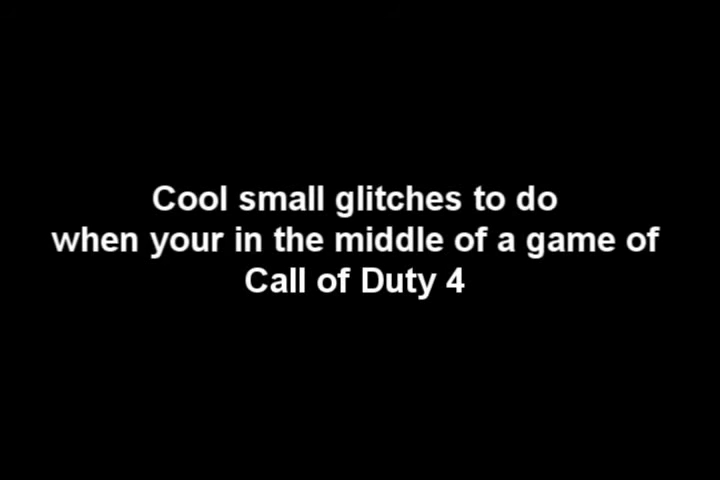 Cool small glitches to do
when your in the middle of a game of
Call of Duty 4